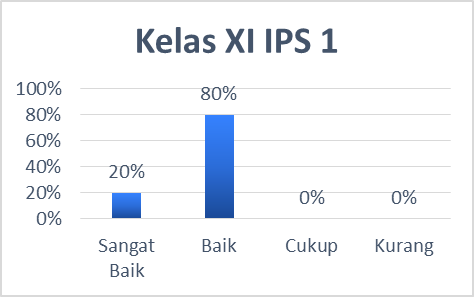 Kelas XI IPS 1
100%
80%
60%
40%
20%
0%
20%
80%
0%
0%
Sangat
Baik
Baik
Cukup
Kurang